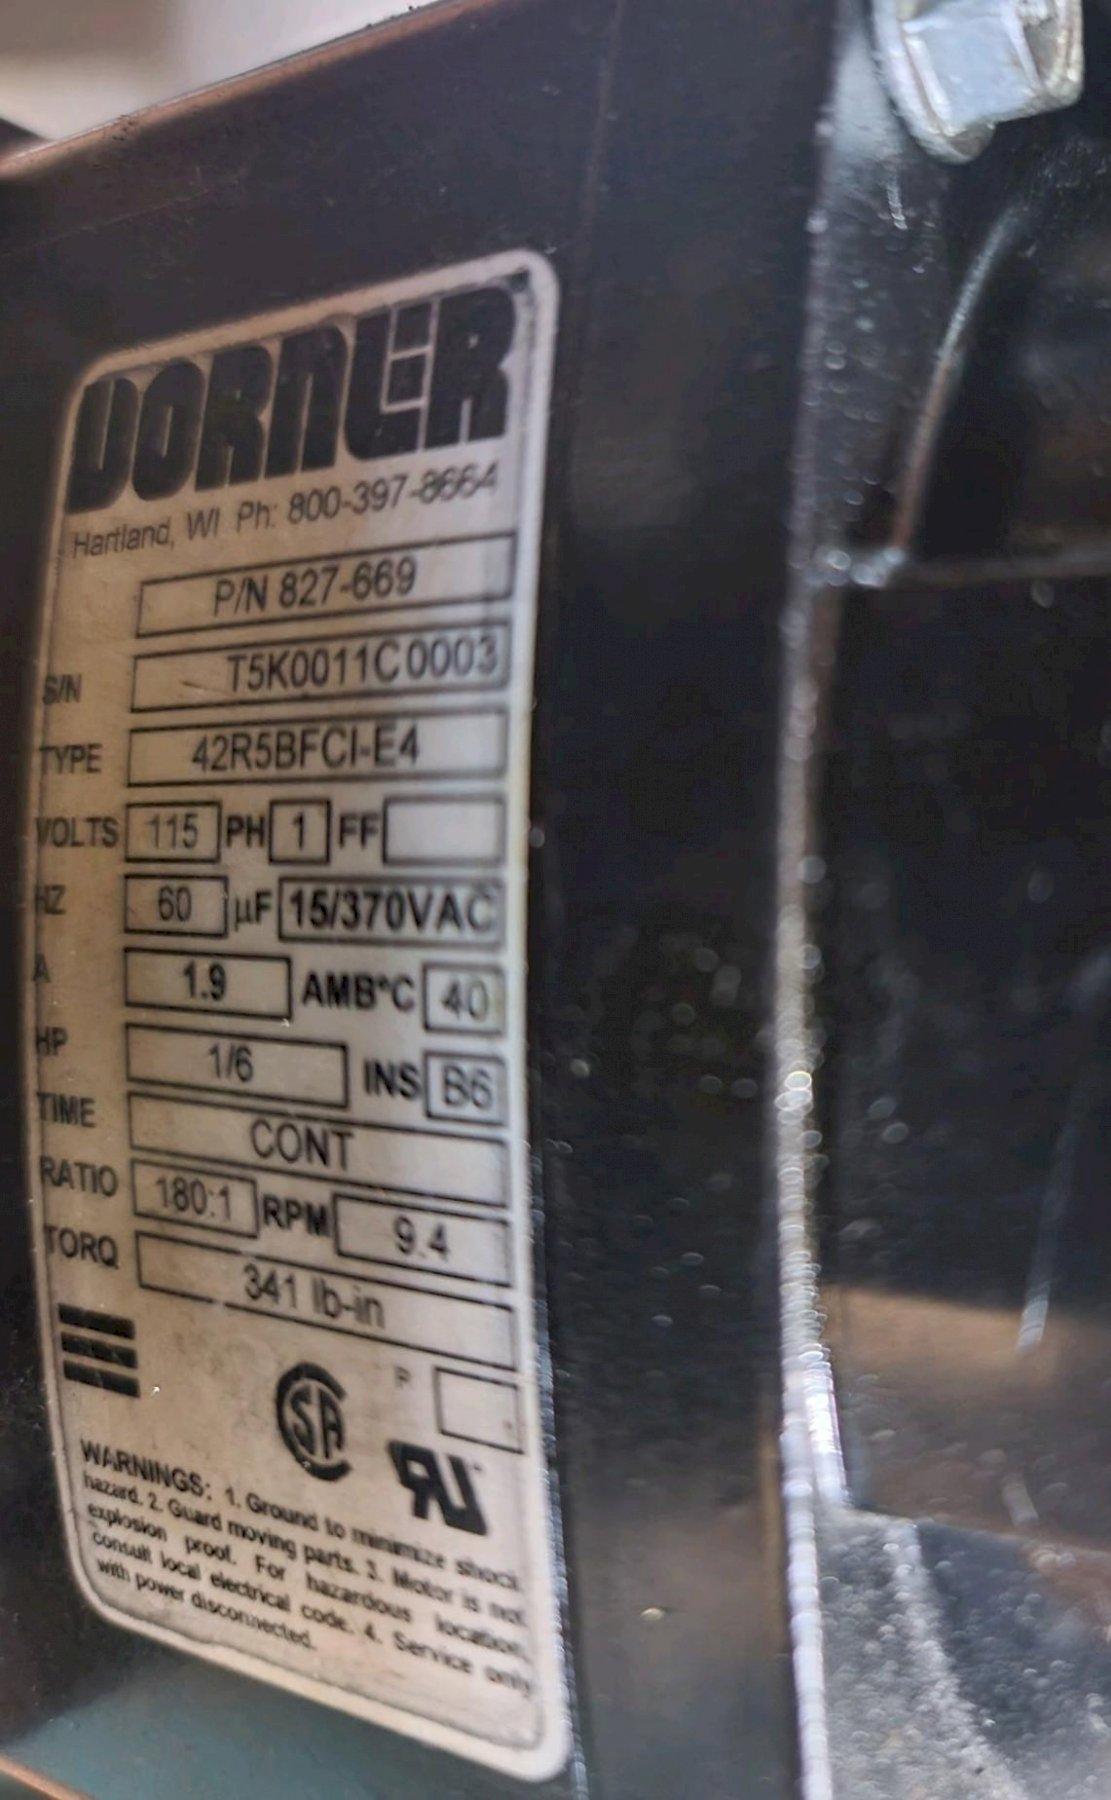 DORNER
Hartland, WI Ph: 800-397-8664
P/N 827-669
S/N T5K0011C0003
TYPE 42R5BFCI-E4
VOLTS 115 PH 1 FF
HZ 60 µF 15/370VAC
A 1.9 AMB°C 40
HP 1/6 INS B6
TIME CONT
RATIO 180:1 RPM 9.4
TORQ 341 lb-in
P
SA
RU
WARNINGS: 1. Ground to minimize shock
hazard. 2. Guard moving parts. 3. Motor is not
explosion proof. For hazardous location,
consult local electrical code. 4. Service only
with power disconnected.